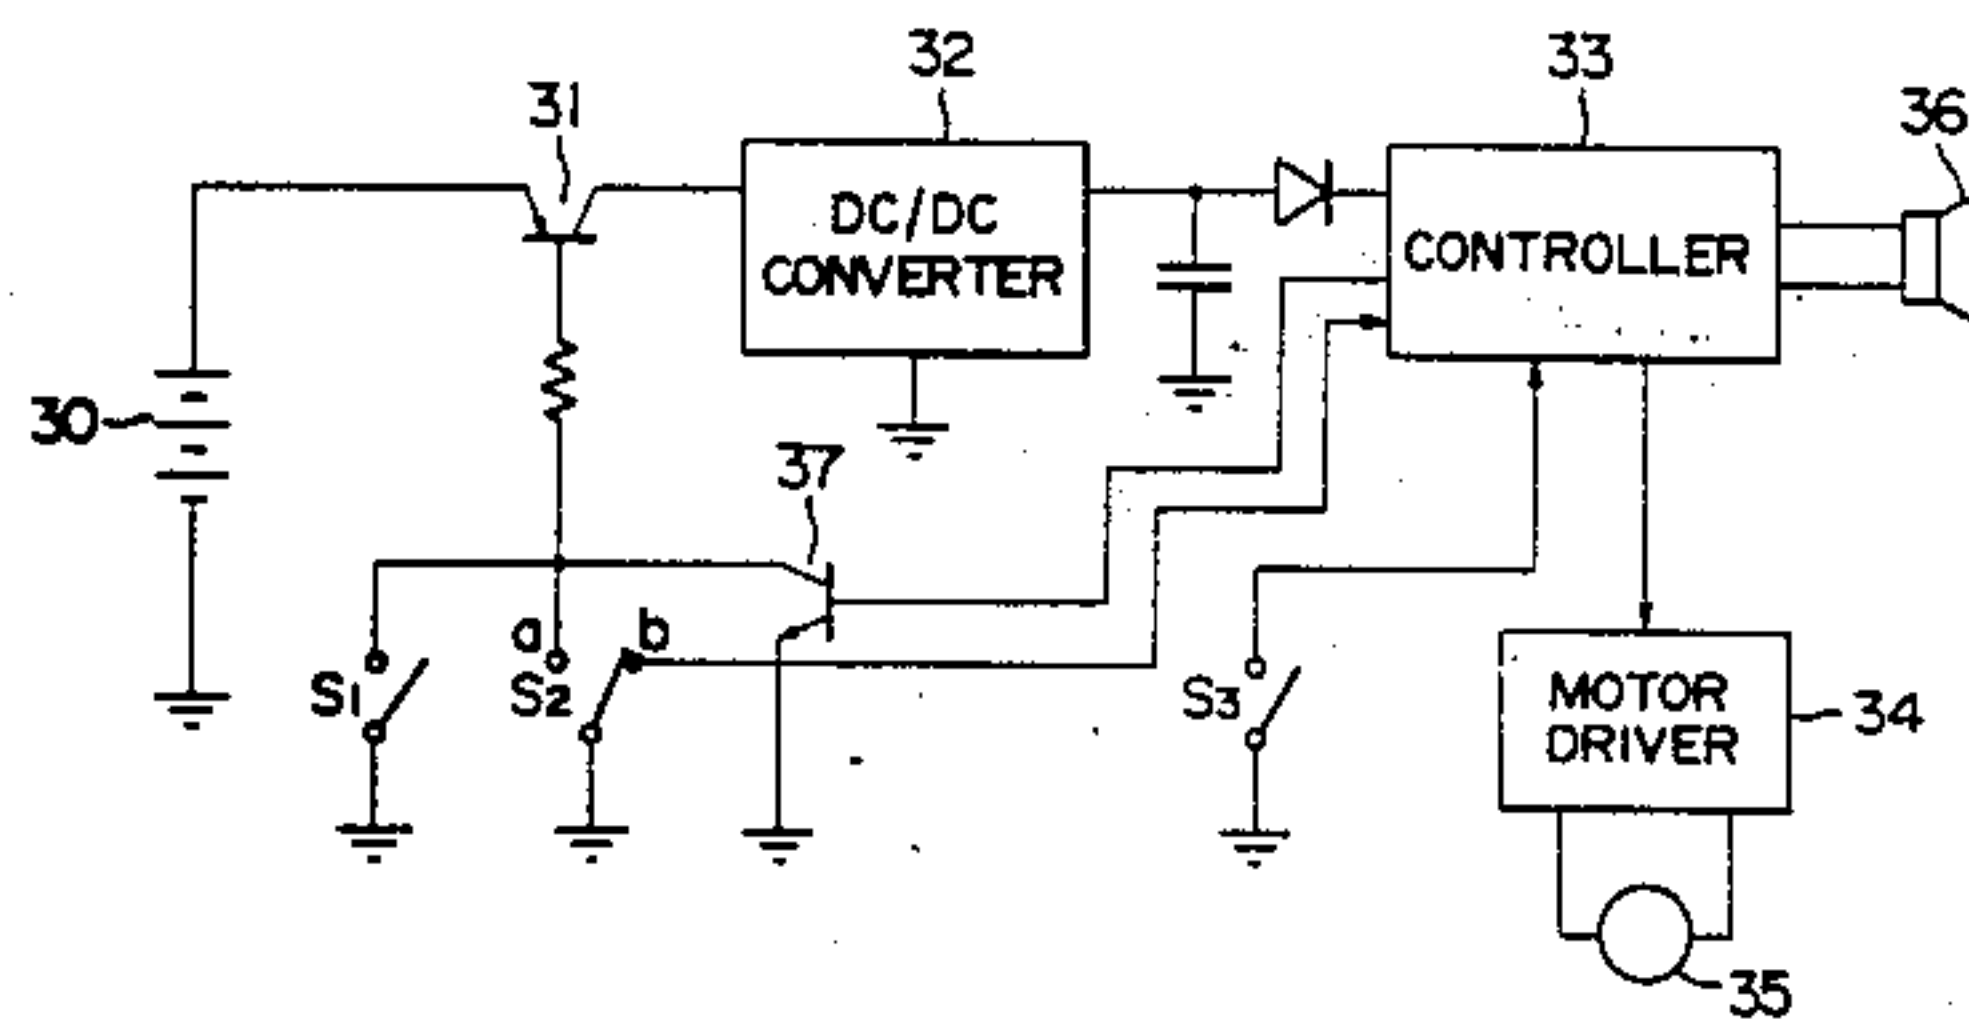 32
33
31
36
DC/DC
CONVERTER
CONTROLLER
30
37
a
b
S1
S2
S3
MOTOR
DRIVER
34
35